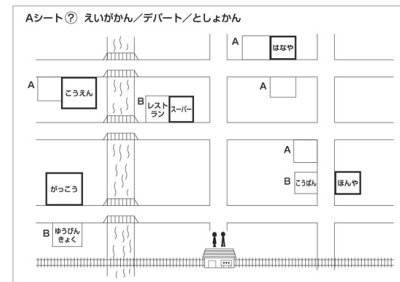 Aシート？ えいがかん／デパート／としょかん
A
はなや
A
こうえん
A
B
レスト
ラン
スーパー
A
がっこう
B
こうばん
ほんや
B
ゆうびん
きょく